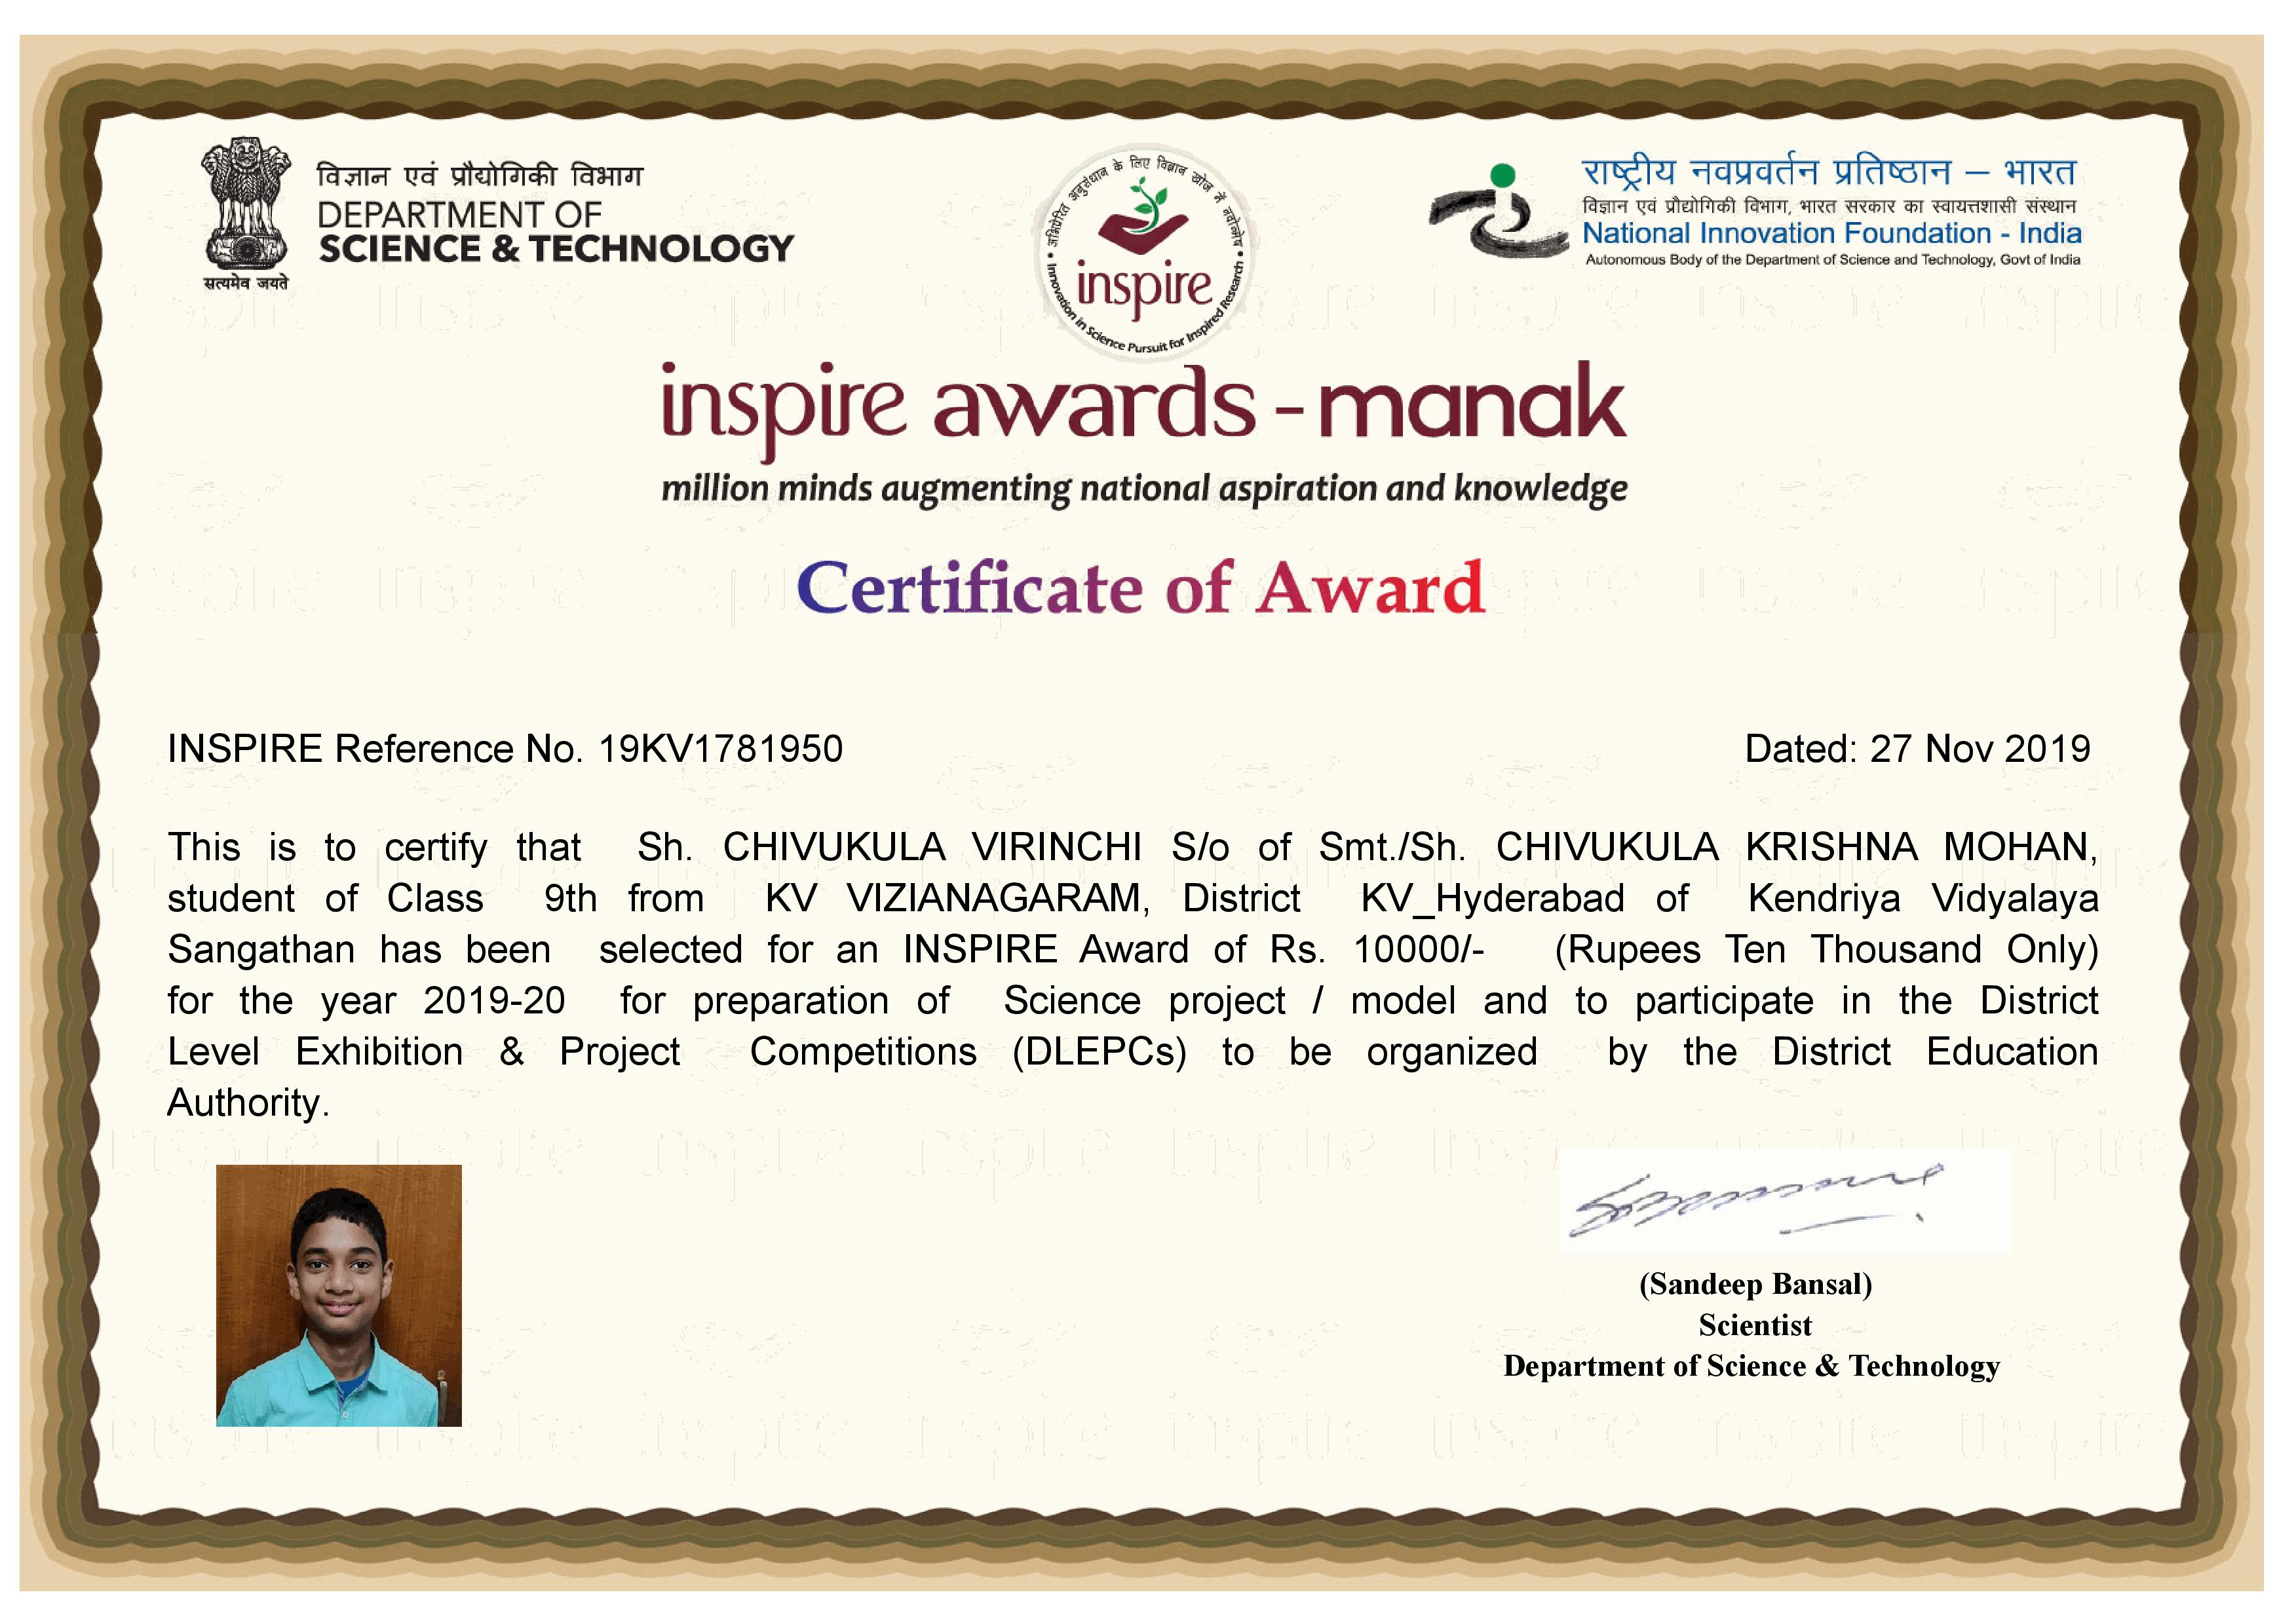 विज्ञान एवं प्रौद्योगिकी विभाग
DEPARTMENT OF
SCIENCE & TECHNOLOGY
सत्यमेव जयते
अभिप्रेरित अनुसंधान के लिए विज्ञान खोज में नवोन्मेष
inspire
Innovation in Science Pursuit for Inspired Research
राष्ट्रीय नवप्रवर्तन प्रतिष्ठान – भारत
विज्ञान एवं प्रौद्योगिकी विभाग, भारत सरकार का स्वायत्तशासी संस्थान
National Innovation Foundation - India
Autonomous Body of the Department of Science and Technology, Govt of India
inspire awards - manak
million minds augmenting national aspiration and knowledge
Certificate of Award
INSPIRE Reference No. 19KV1781950 Dated: 27 Nov 2019
This is to certify that Sh. CHIVUKULA VIRINCHI S/o of Smt./Sh. CHIVUKULA KRISHNA MOHAN,
student of Class 9th from KV VIZIANAGARAM, District KV_Hyderabad of Kendriya Vidyalaya
Sangathan has been selected for an INSPIRE Award of Rs. 10000/- (Rupees Ten Thousand Only)
for the year 2019-20 for preparation of Science project / model and to participate in the District
Level Exhibition & Project Competitions (DLEPCs) to be organized by the District Education
Authority.
(Sandeep Bansal)
Scientist
Department of Science & Technology